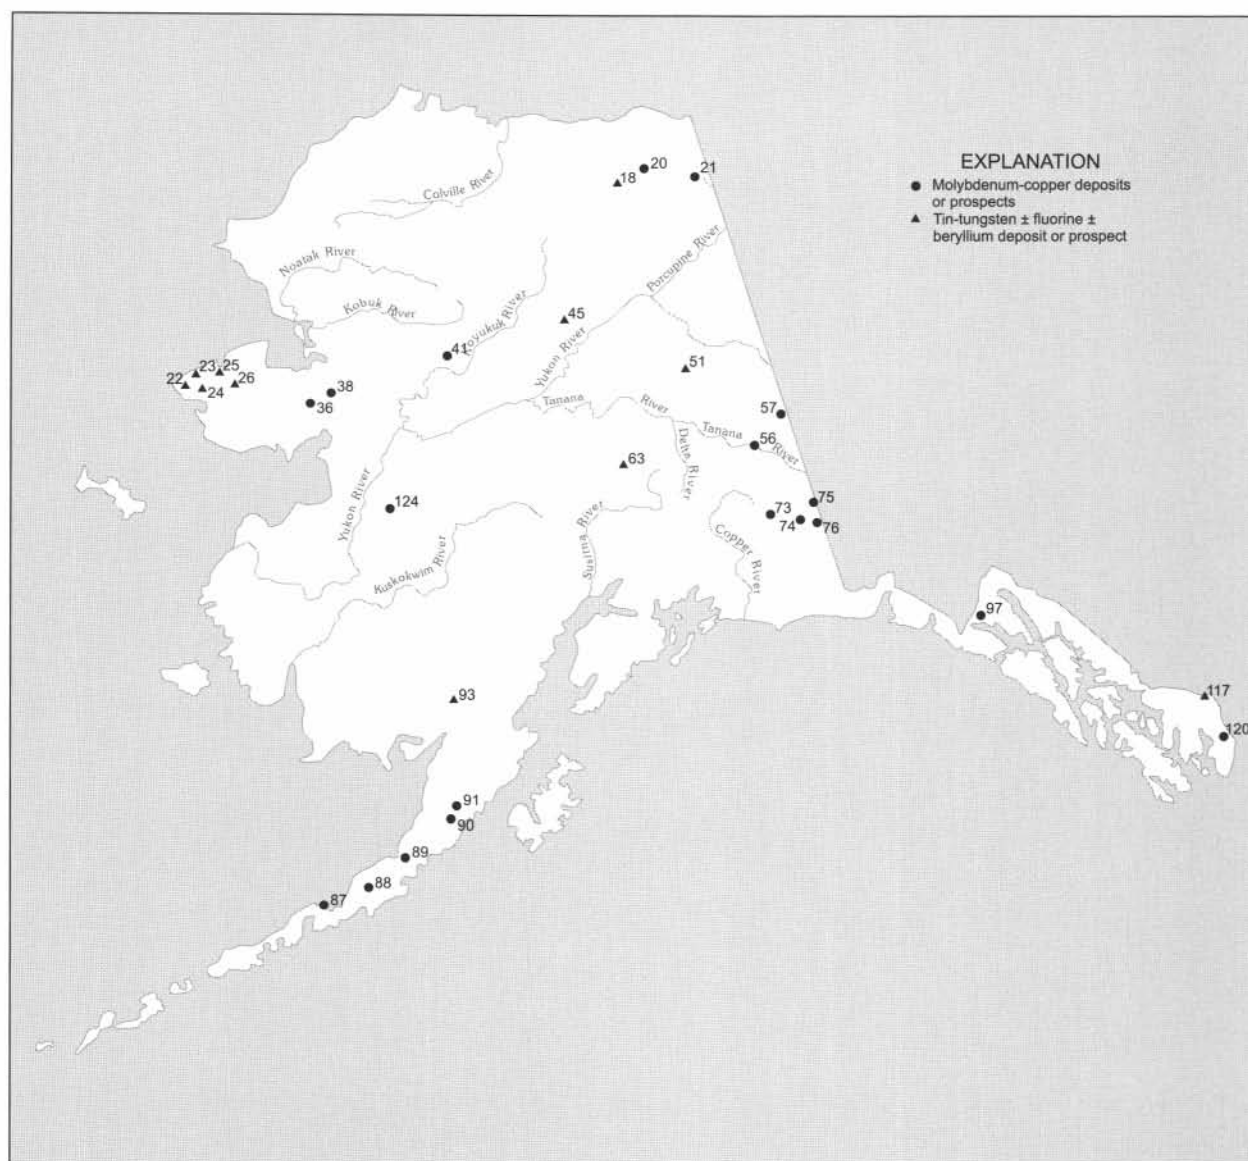 EXPLANATION
Molybdenum-copper deposits
or prospects
Tin-tungsten ± fluorine ±
beryllium deposit or prospect
20
21
18
Colville River
Noatak River
Porcupine River
Kobuk River
Koyukuk River
45
41
51
23
25
22
24
26
38
36
Yukon River
Tanana
River
57
Tanana
River
56
Delta River
63
75
73
74
76
124
Yukon River
Kuskokwim River
Susitna River
Copper River
97
93
117
120
91
90
89
88
87